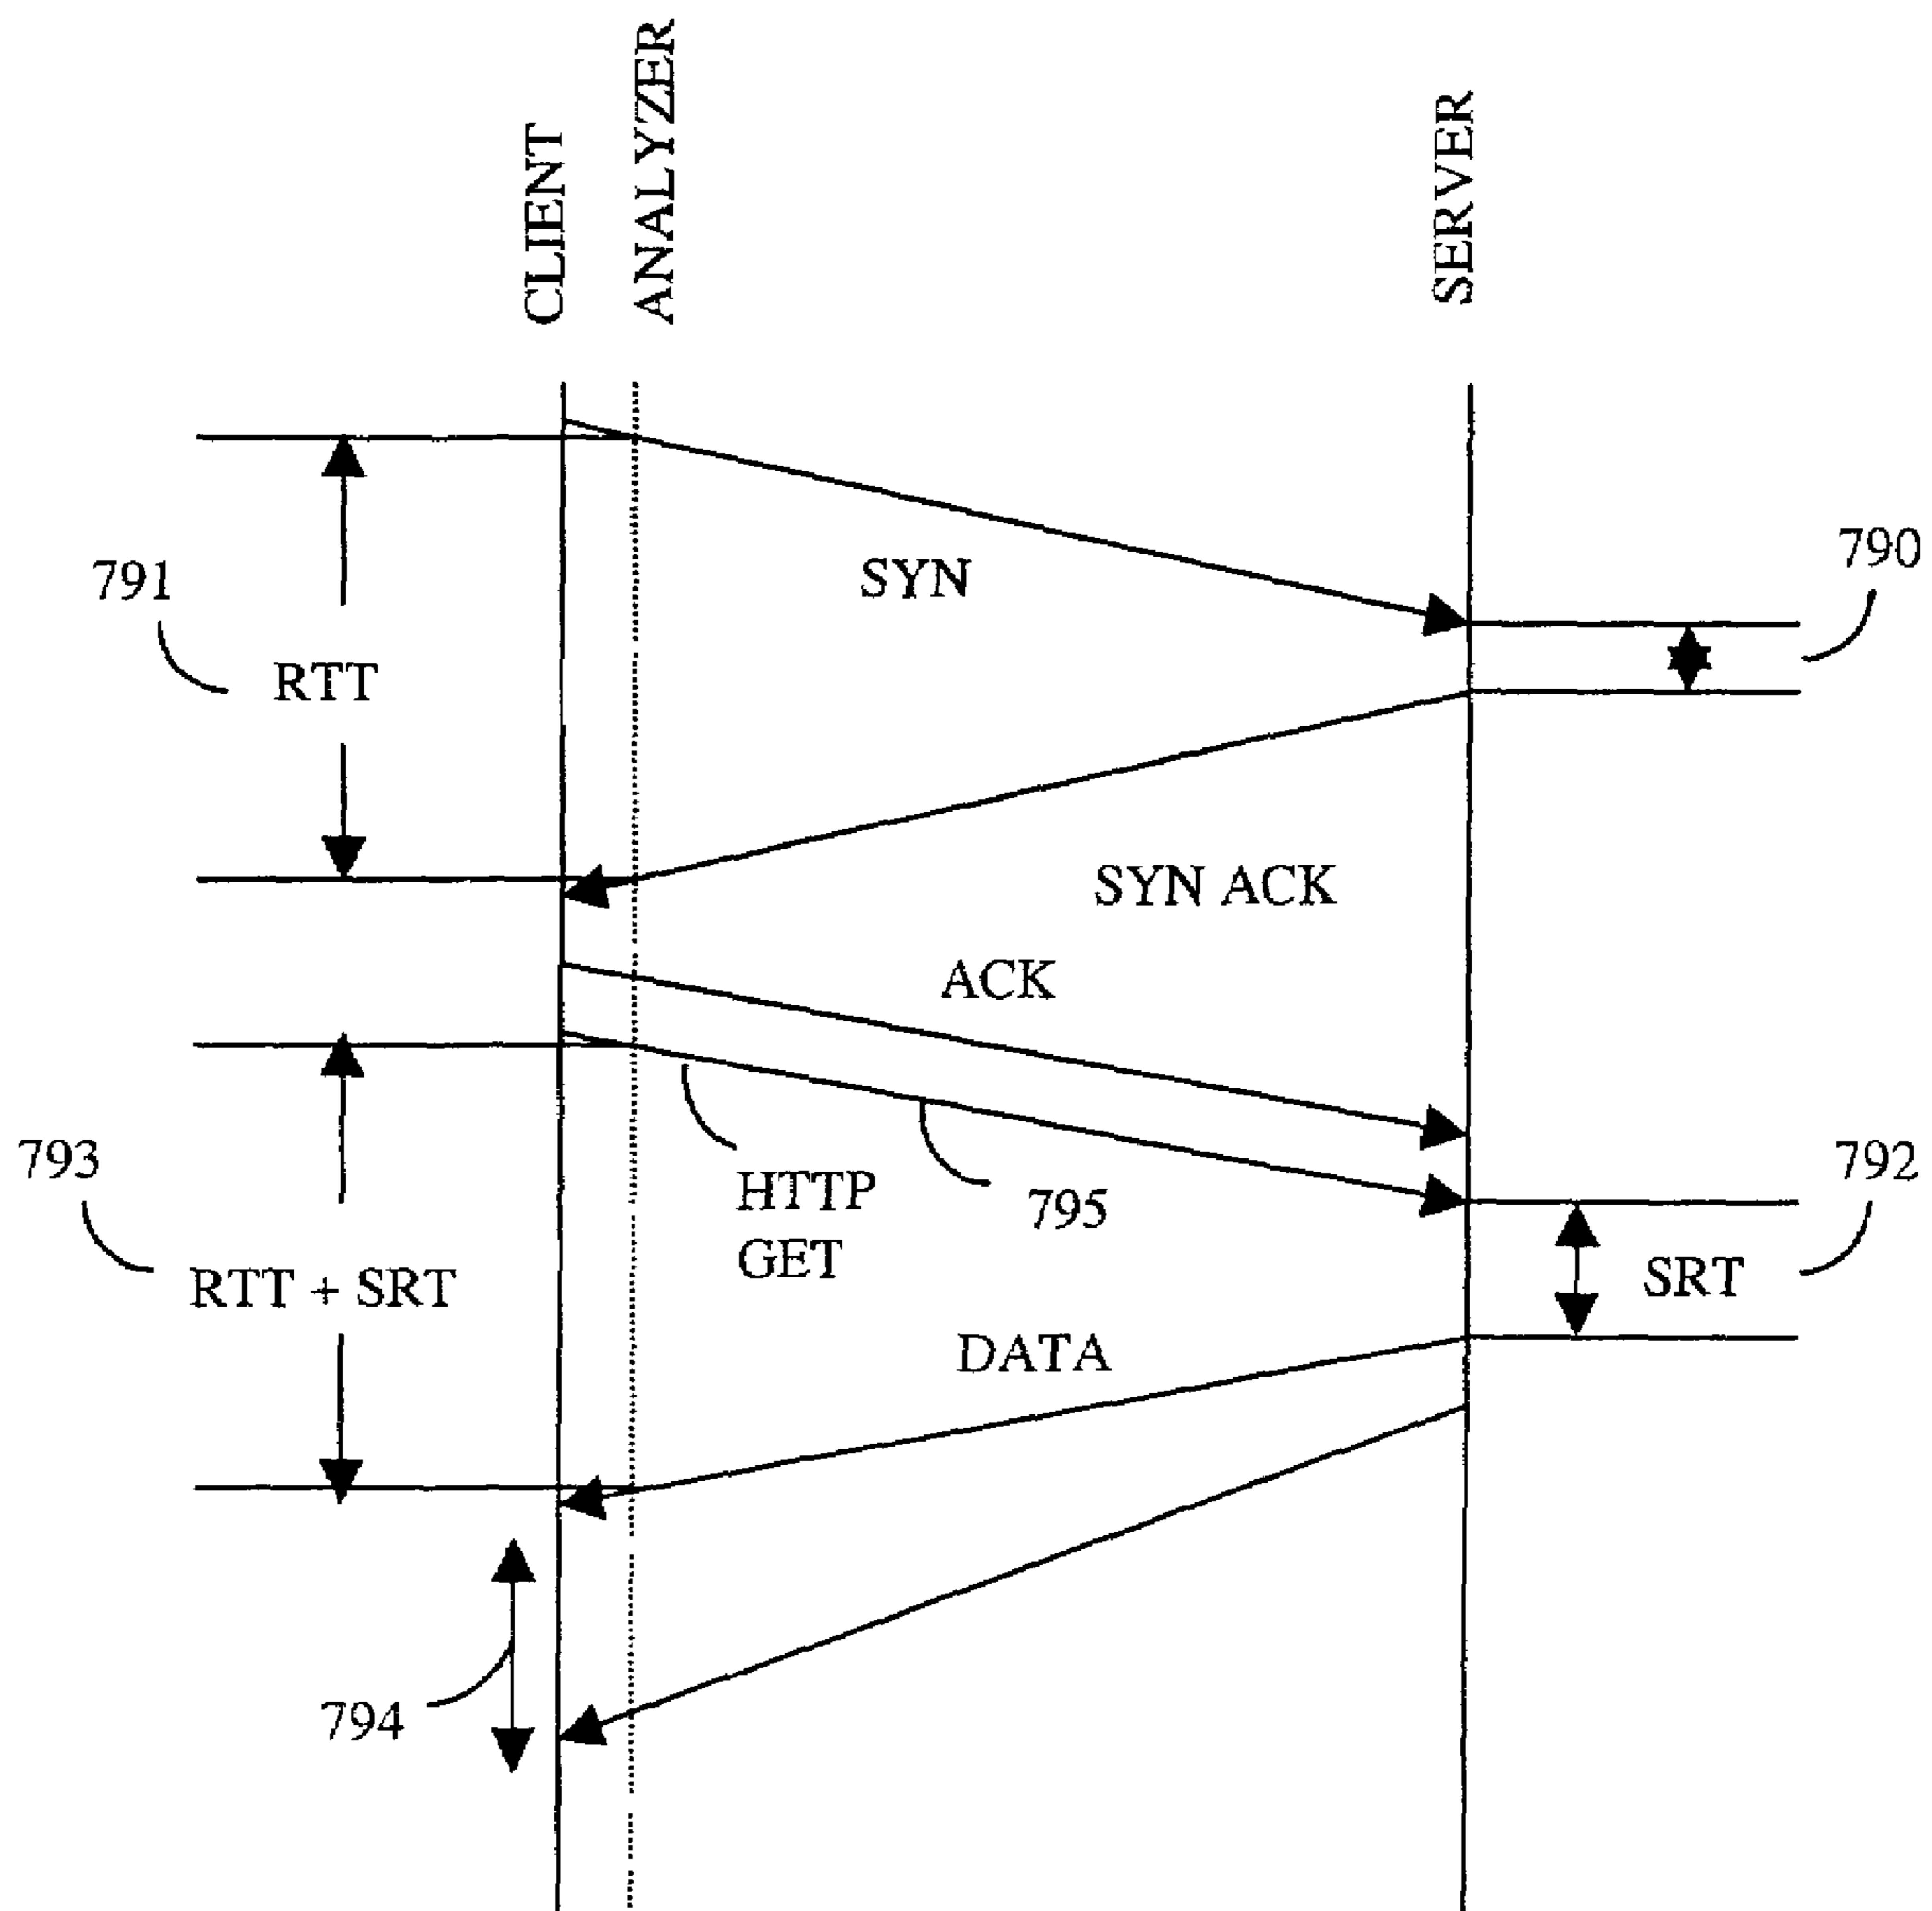 CLIENT
ANALYZER
SERVER
790
SYN
791
RTT
SYN ACK
ACK
793
HTTP
GET
795
792
RTT + SRT
SRT
DATA
794